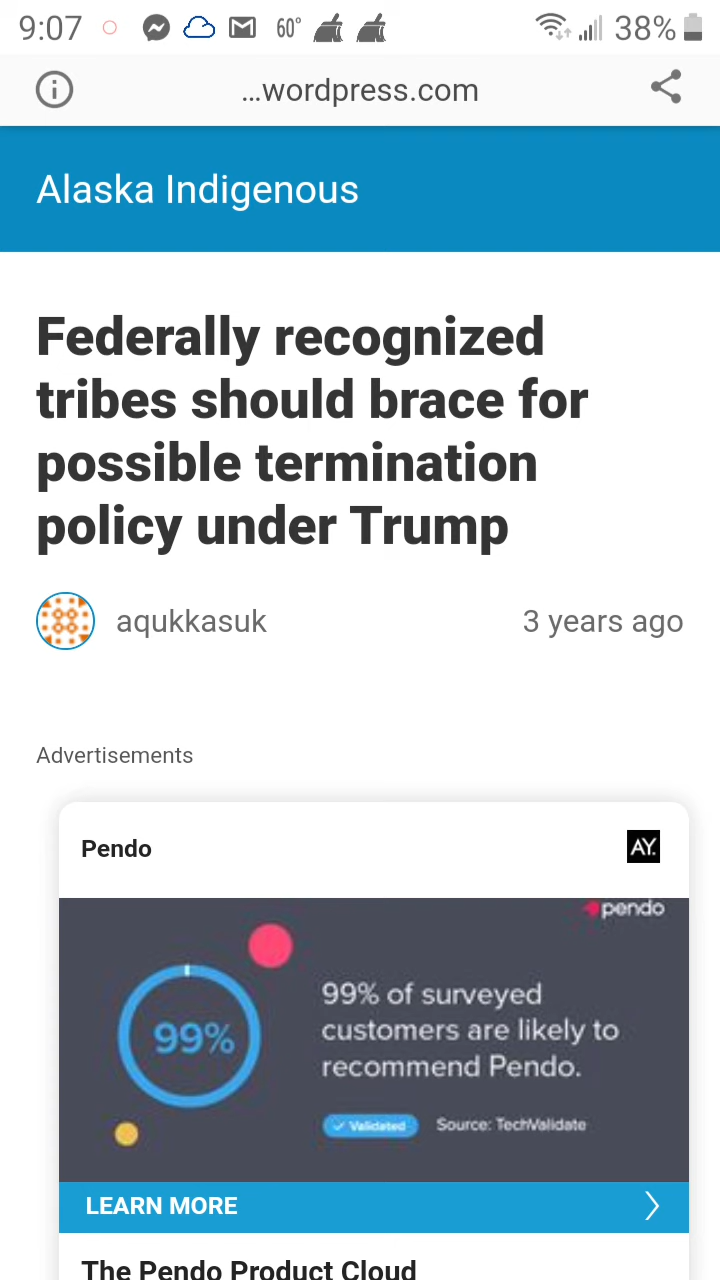 9:07 60° 38%
...wordpress.com
Alaska Indigenous
Federally recognized
tribes should brace for
possible termination
policy under Trump
aqukkasuk 3 years ago
Advertisements
Pendo AY.
pendo
99%
99% of surveyed
customers are likely to
recommend Pendo.
Validated Source: TechValidate
LEARN MORE
The Pendo Product Cloud